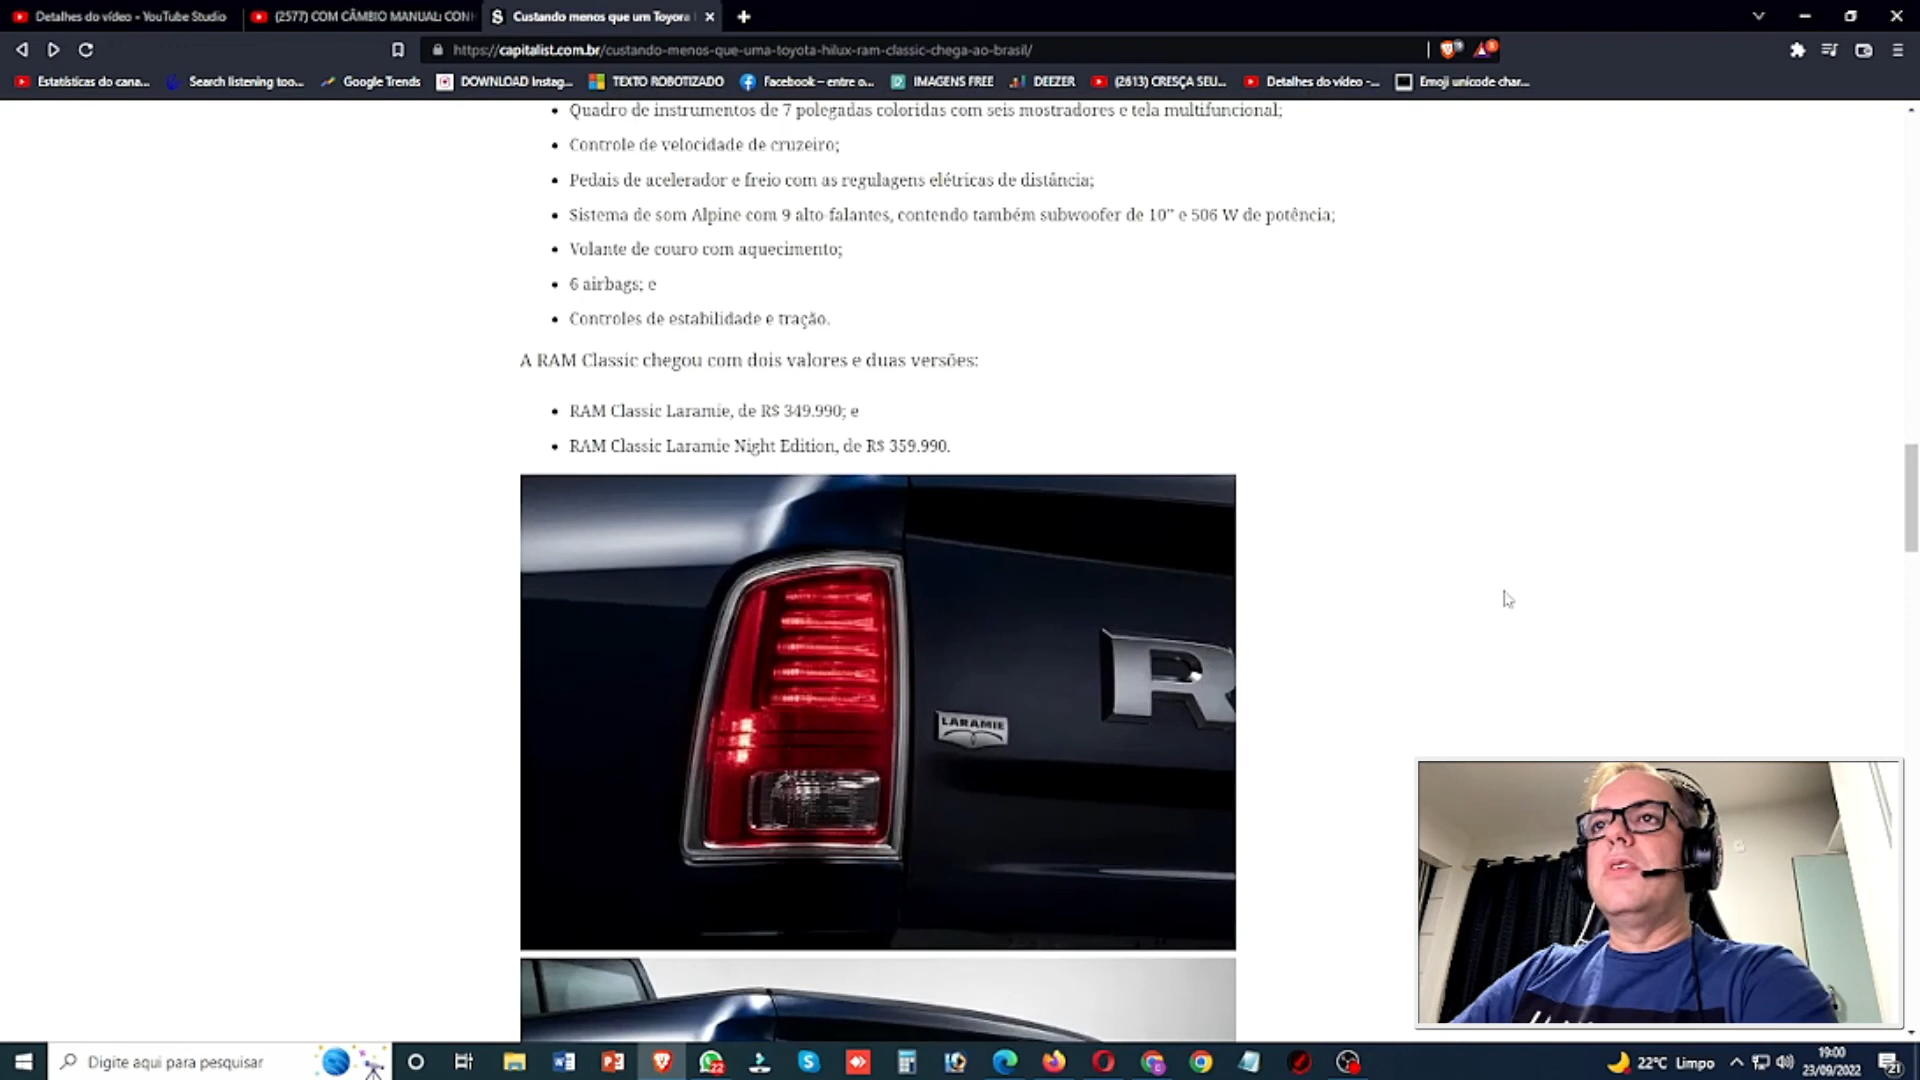 Detalhes do vídeo - YouTube Studio
(2577) COM CÂMBIO MANUAL: CON
Custando menos que um Toyora
https://capitalist.com.br/custando-menos-que-uma-toyota-hilux-ram-classic-chega-ao-brasil/
Estatísticas do cana...
Search listening too...
Google Trends
DOWNLOAD Instag...
TEXTO ROBOTIZADO
Facebook – entre o...
IMAGENS FREE
DEEZER
(2613) CRESÇA SEU...
Detalhes do vídeo -...
Emoji unicode char...
• Quadro de instrumentos de 7 polegadas coloridas com seis mostradores e tela multifuncional;
• Controle de velocidade de cruzeiro;
• Pedais de acelerador e freio com as regulagens elétricas de distância;
• Sistema de som Alpine com 9 alto-falantes, contendo também subwoofer de 10” e 506 W de potência;
• Volante de couro com aquecimento;
• 6 airbags; e
• Controles de estabilidade e tração.
A RAM Classic chegou com dois valores e duas versões:
• RAM Classic Laramie, de R$ 349.990; e
• RAM Classic Laramie Night Edition, de R$ 359.990.
R
LARAMIE
Digite aqui para pesquisar
22
22°C Limpo
19:00
23/09/2022
21